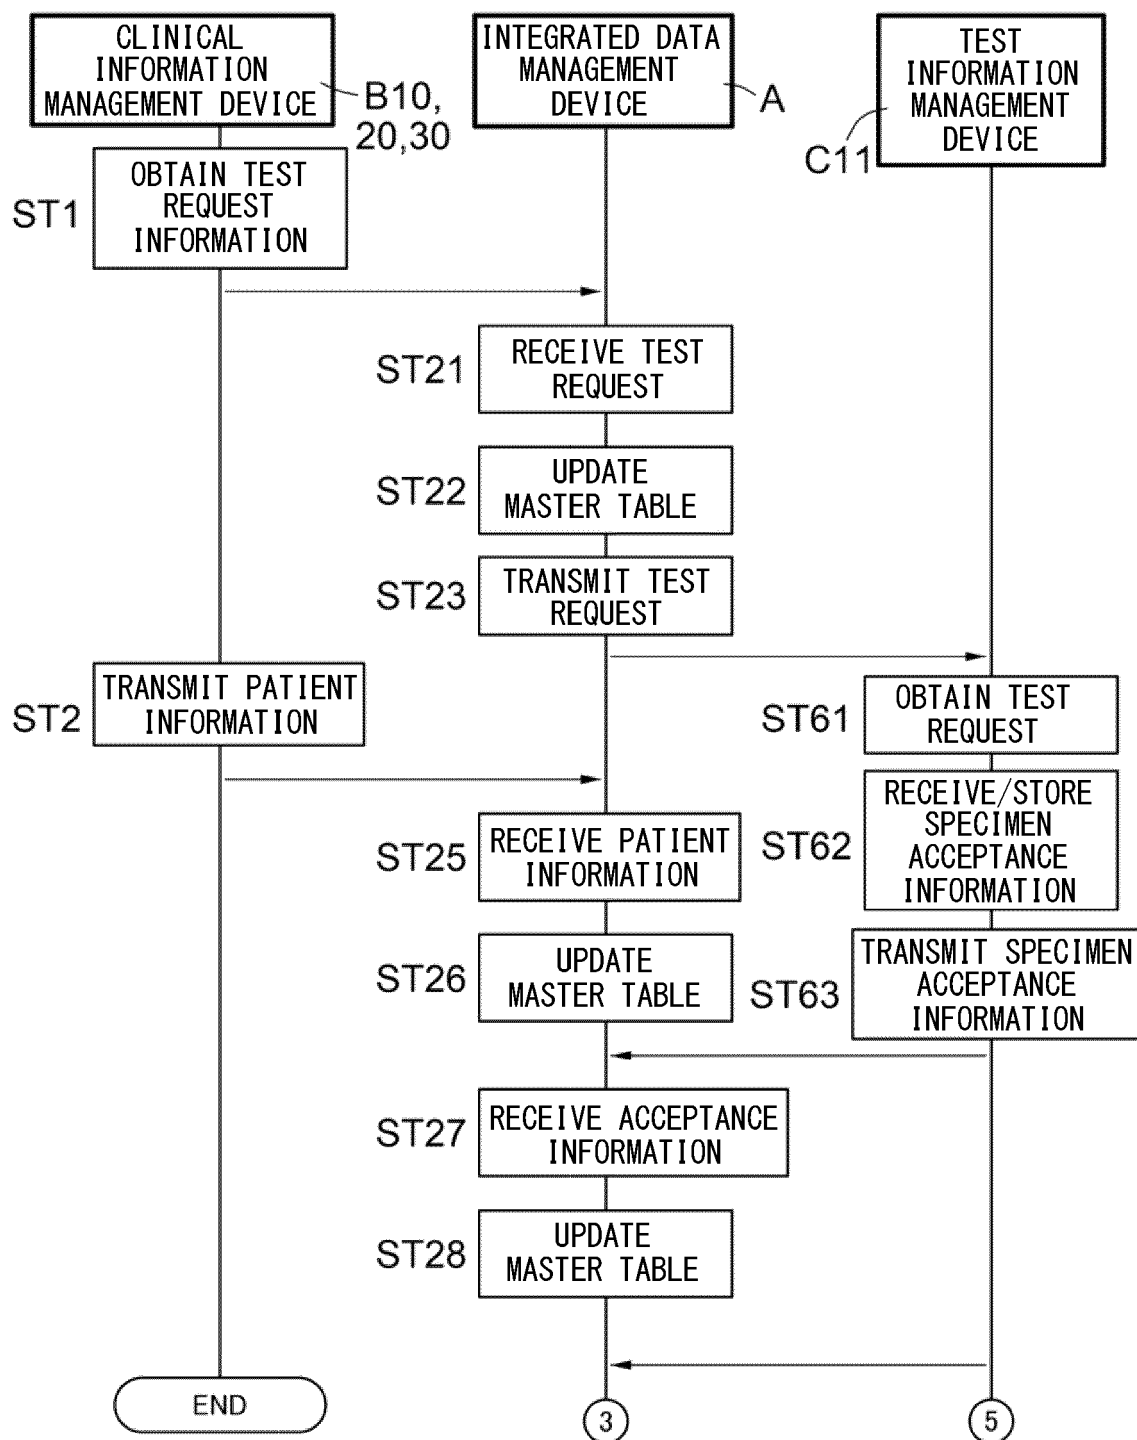 CLINICAL
INFORMATION
MANAGEMENT DEVICE
B10,
20,30
INTEGRATED DATA
MANAGEMENT
DEVICE
A
TEST
INFORMATION
MANAGEMENT
DEVICE
C11
ST1
OBTAIN TEST
REQUEST
INFORMATION
ST21
RECEIVE TEST
REQUEST
ST22
UPDATE
MASTER TABLE
ST23
TRANSMIT TEST
REQUEST
ST2
TRANSMIT PATIENT
INFORMATION
ST61
OBTAIN TEST
REQUEST
ST25
RECEIVE PATIENT
INFORMATION
ST62
RECEIVE/STORE
SPECIMEN
ACCEPTANCE
INFORMATION
ST26
UPDATE
MASTER TABLE
ST63
TRANSMIT SPECIMEN
ACCEPTANCE
INFORMATION
ST27
RECEIVE ACCEPTANCE
INFORMATION
ST28
UPDATE
MASTER TABLE
END
3
5